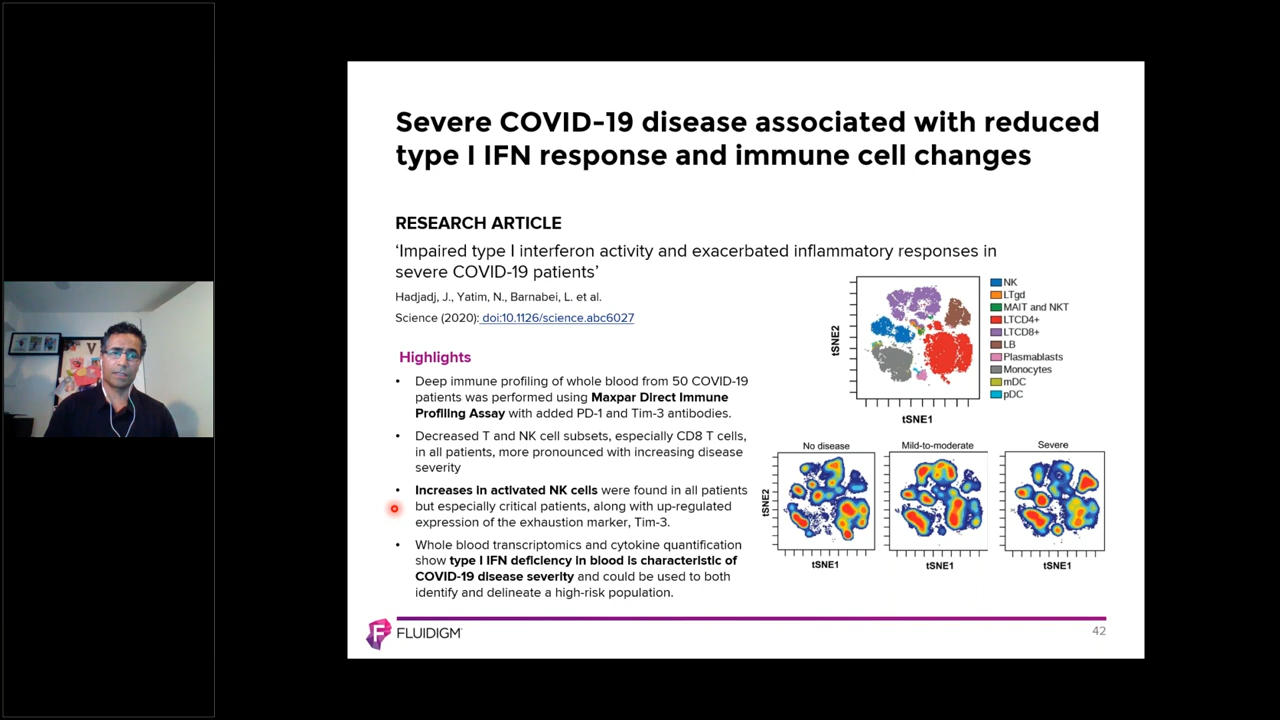 Severe COVID-19 disease associated with reduced
type I IFN response and immune cell changes
RESEARCH ARTICLE
‘Impaired type I interferon activity and exacerbated inflammatory responses in
severe COVID-19 patients’
Hadjadj, J., Yatim, N., Barnabei, L. et al.
Science (2020): doi:10.1126/science.abc6027
Highlights
• Deep immune profiling of whole blood from 50 COVID-19
patients was performed using Maxpar Direct Immune
Profiling Assay with added PD-1 and Tim-3 antibodies.
• Decreased T and NK cell subsets, especially CD8 T cells,
in all patients, more pronounced with increasing disease
severity
• Increases in activated NK cells were found in all patients
but especially critical patients, along with up-regulated
expression of the exhaustion marker, Tim-3.
• Whole blood transcriptomics and cytokine quantification
show type I IFN deficiency in blood is characteristic of
COVID-19 disease severity and could be used to both
identify and delineate a high-risk population.
tSNE2
tSNE1
NK
LTgd
MAIT and NKT
LTCD4+
LTCD8+
LB
Plasmablasts
Monocytes
mDC
pDC
No disease
Mild-to-moderate
Severe
tSNE2
tSNE1
tSNE1
tSNE1
F FLUIDIGM
42
V